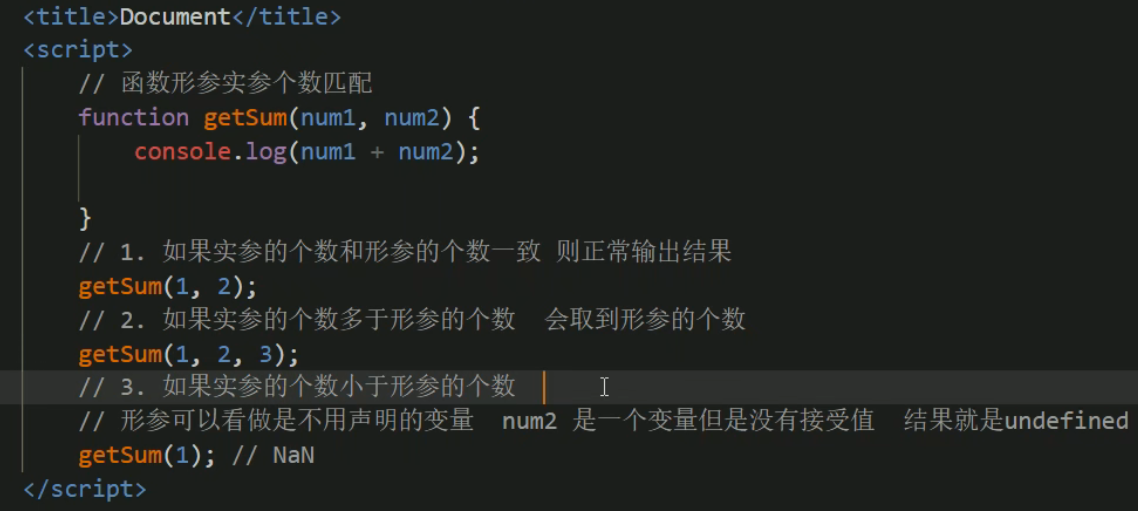 <title>Document</title>
<script>
// 函数形参实参个数匹配
function getSum(num1, num2) {
console.log(num1 + num2);
}
// 1. 如果实参的个数和形参的个数一致 则正常输出结果
getSum(1, 2);
// 2. 如果实参的个数多于形参的个数  会取到形参的个数
getSum(1, 2, 3);
// 3. 如果实参的个数小于形参的个数
// 形参可以看做是不用声明的变量  num2 是一个变量但是没有接受值  结果就是undefined
getSum(1); // NaN
</script>